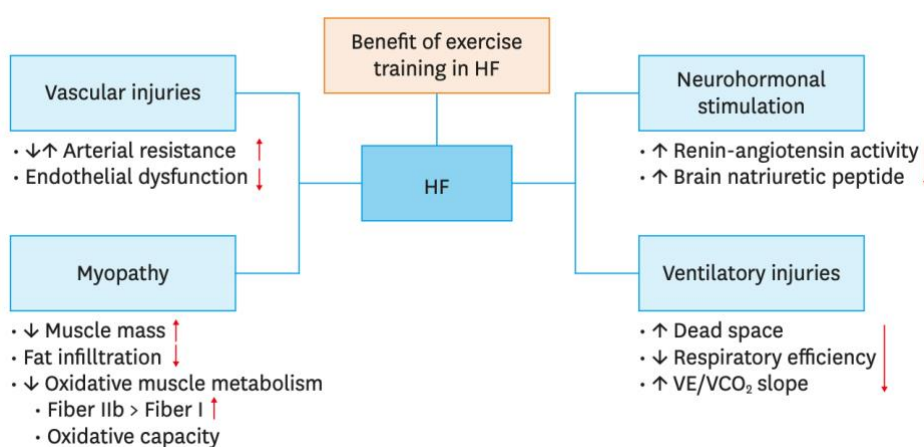 Benefit of exercise
training in HF
Vascular injuries
· ↓↑ Arterial resistance ↑
· Endothelial dysfunction ↓
HF
Neurohormonal
stimulation
· ↑ Renin-angiotensin activity
· ↑ Brain natriuretic peptide ↓
Myopathy
· ↓ Muscle mass ↑
· Fat infilltration ↓
· ↓ Oxidative muscle metabolism
· Fiber IIb > Fiber I ↑
· Oxidative capacity
Ventilatory injuries
· ↑ Dead space
· ↓ Respiratory efficiency
· ↑ VE/VCO₂ slope ↓